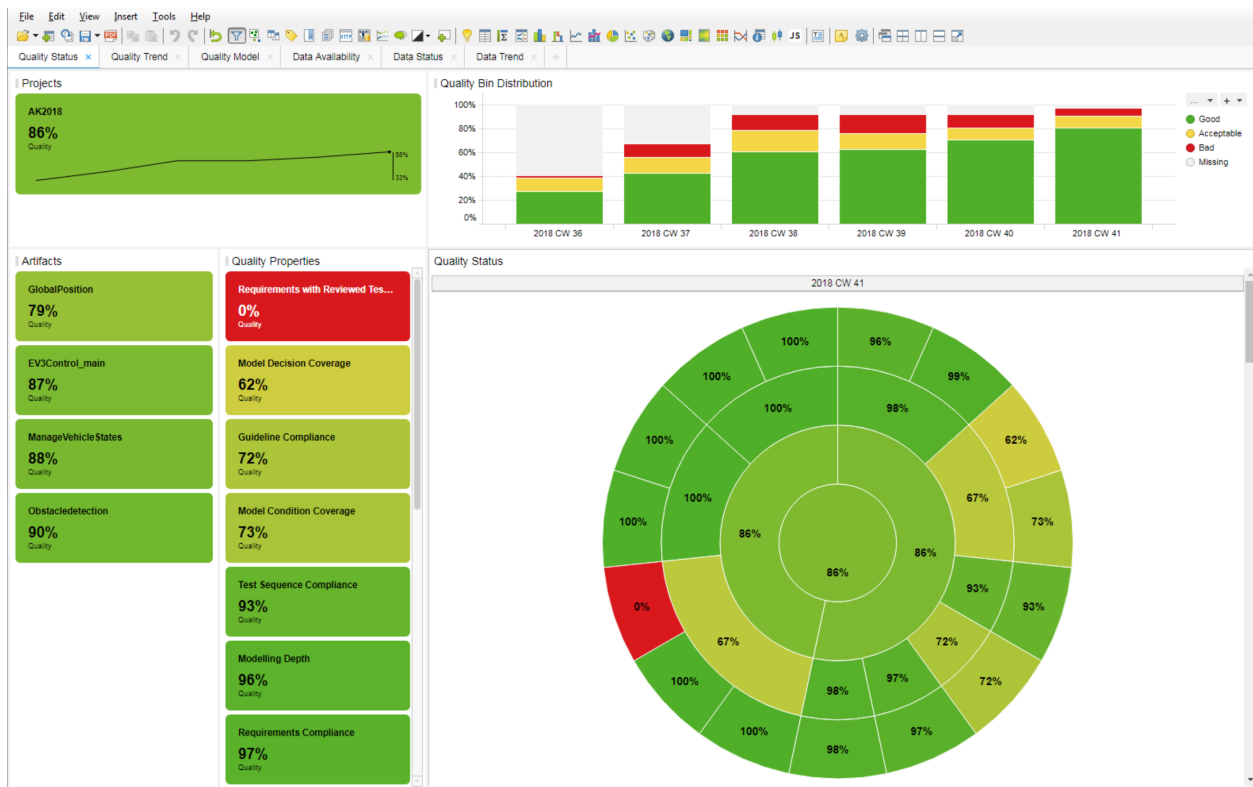 File Edit View Insert Tools Help
JS
Quality Status × Quality Trend × Quality Model × Data Availability × Data Status × Data Trend × +
Projects
AK2018
86%
Quality
86%
33%
Quality Bin Distribution
100%
80%
60%
40%
20%
0%
2018 CW 36 2018 CW 37 2018 CW 38 2018 CW 39 2018 CW 40 2018 CW 41
... +
Good
Acceptable
Bad
Missing
Artifacts
GlobalPosition
79%
Quality
EV3Control_main
87%
Quality
ManageVehicleStates
88%
Quality
Obstacledetection
90%
Quality
Quality Properties
Requirements with Reviewed Tes...
0%
Quality
Model Decision Coverage
62%
Quality
Guideline Compliance
72%
Quality
Model Condition Coverage
73%
Quality
Test Sequence Compliance
93%
Quality
Modelling Depth
96%
Quality
Requirements Compliance
97%
Quality
Quality Status
2018 CW 41
100% 96%
100% 99%
100% 98%
100% 62%
100% 67%
100% 73%
86% 86%
86%
0% 93% 93%
67% 72%
100% 98% 97% 72%
100% 98% 97%